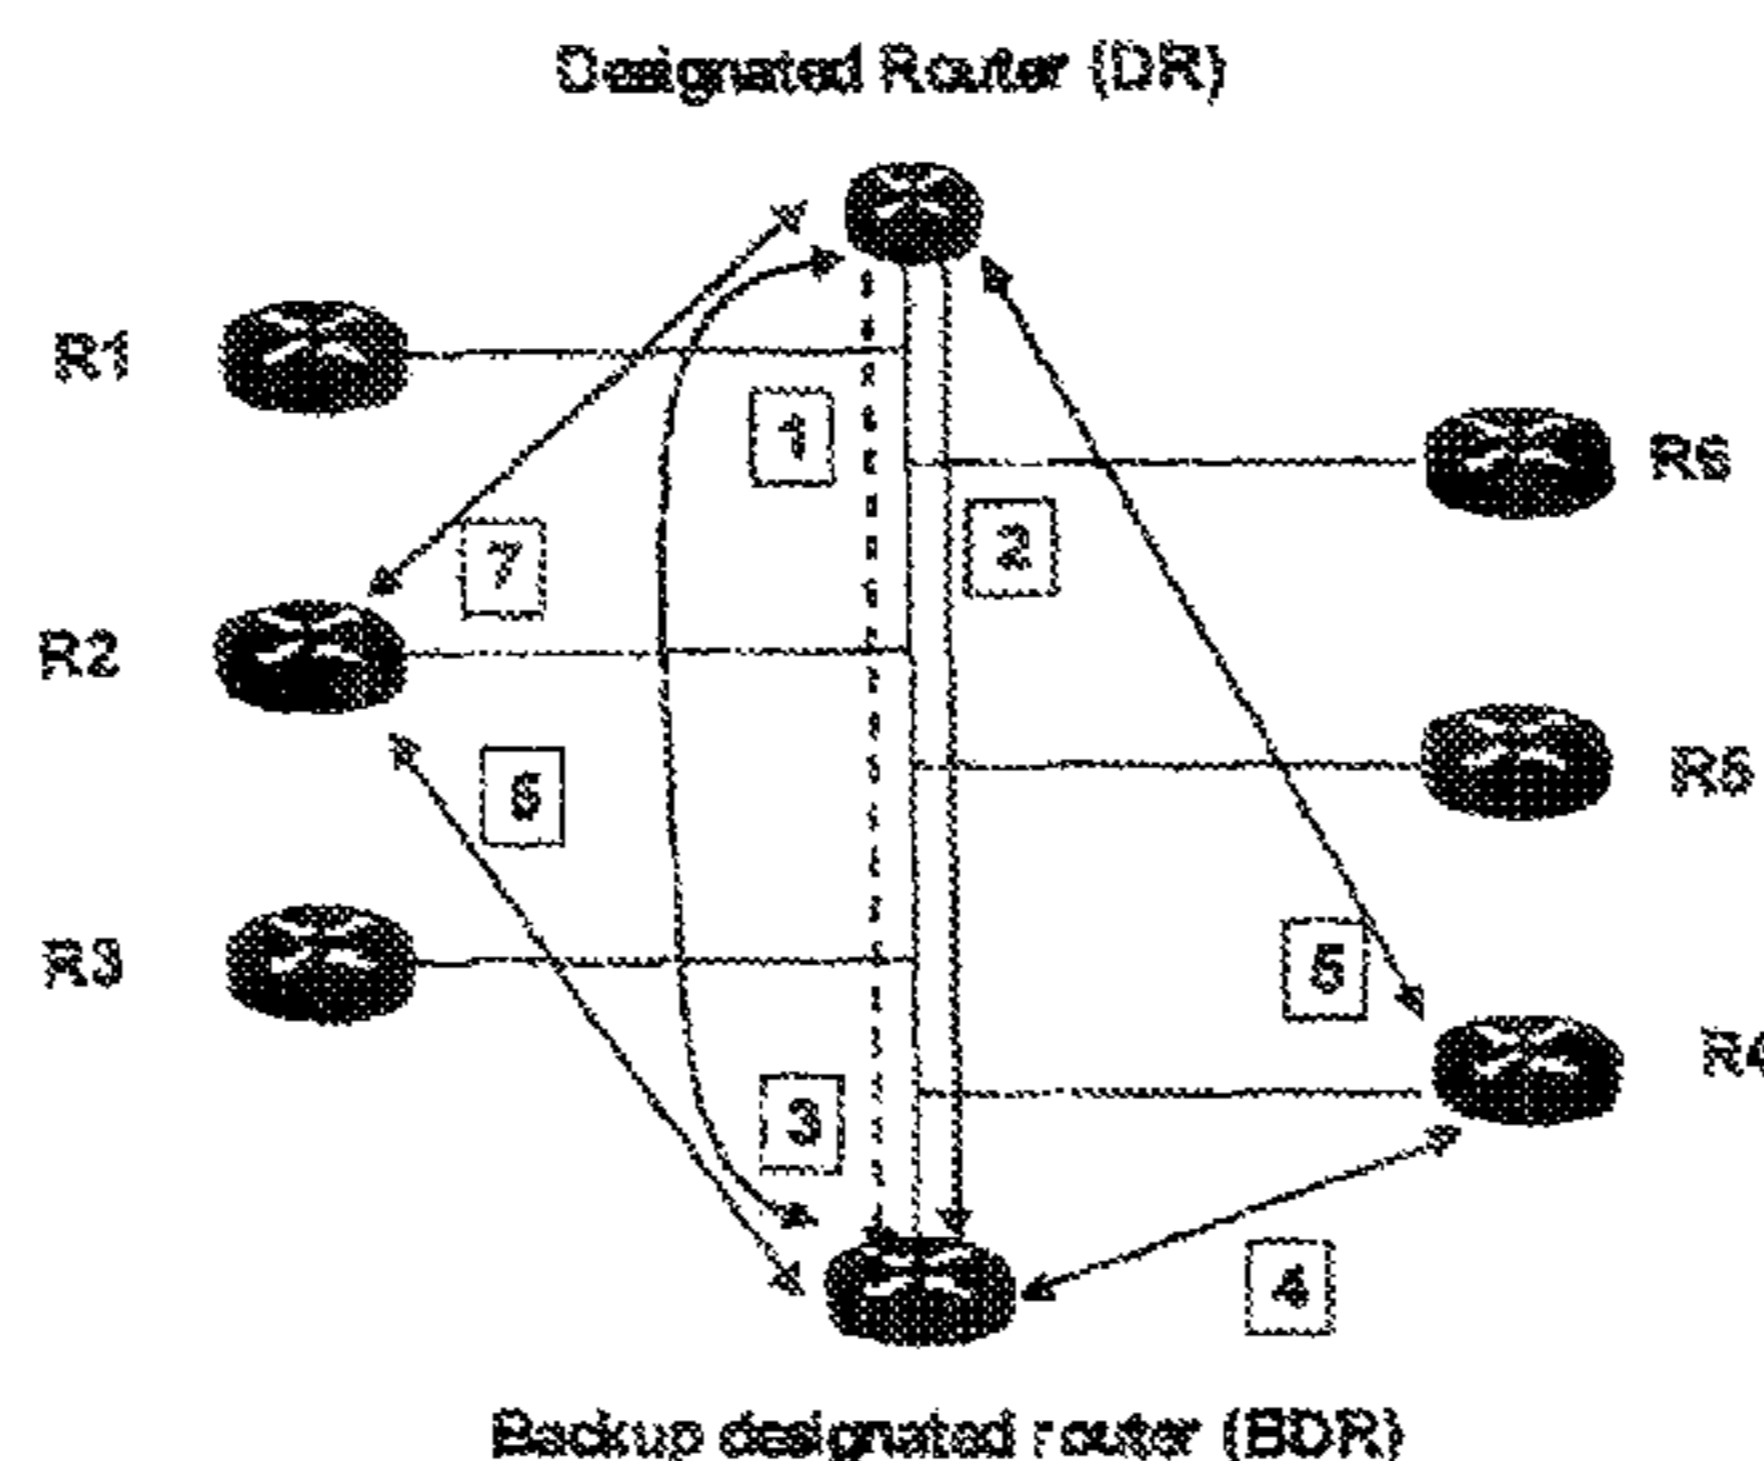 Designated Router (DR)
R1
1
R6
2
7
R2
6
R5
R3
5
3
R4
4
Backup designated router (BDR)